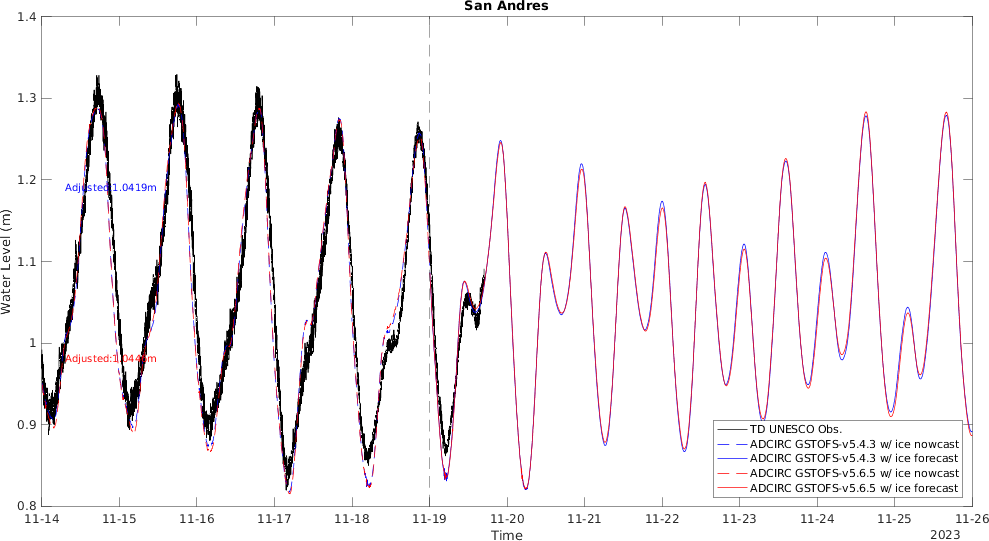 San Andres
1.4
1.3
1.2
1.1
1
0.9
0.8
Water Level (m)
Adjusted:1.0419m
Adjusted:1.0446m
TD UNESCO Obs.
ADCIRC GSTOFS-v5.4.3 w/ ice nowcast
ADCIRC GSTOFS-v5.4.3 w/ ice forecast
ADCIRC GSTOFS-v5.6.5 w/ ice nowcast
ADCIRC GSTOFS-v5.6.5 w/ ice forecast
11-14 11-15 11-16 11-17 11-18 11-19 11-20 11-21 11-22 11-23 11-24 11-25 11-26
Time
2023